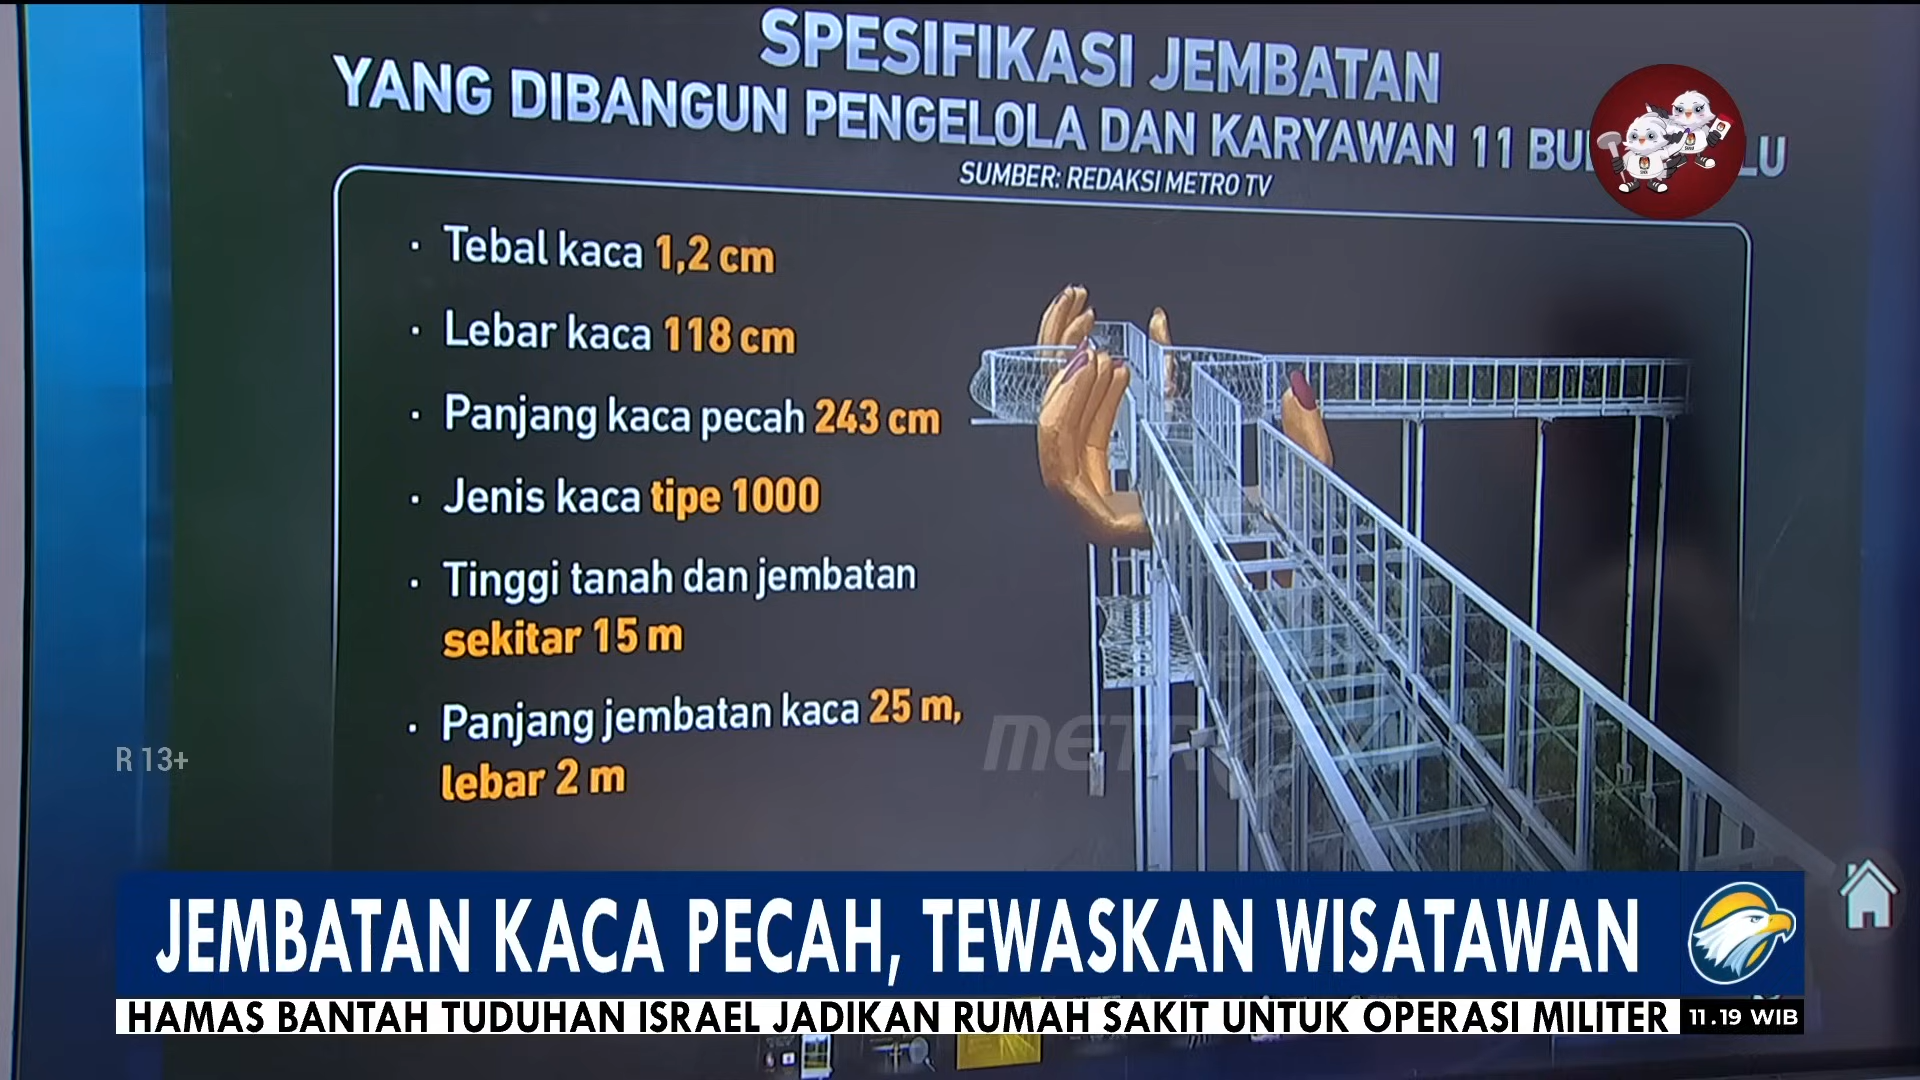 SPESIFIKASI JEMBATAN
YANG DIBANGUN PENGELOLA DAN KARYAWAN 11
SUMBER: REDAKSI METRO TV
· Tebal kaca 1,2 cm
· Lebar kaca 118 cm
· Panjang kaca pecah 243 cm
· Jenis kaca tipe 1000
· Tinggi tanah dan jembatan
sekitar 15 m
· Panjang jembatan kaca 25 m,
lebar 2 m
R 13+
JEMBATAN KACA PECAH, TEWASKAN WISATAWAN
HAMAS BANTAH TUDUHAN ISRAEL JADIKAN RUMAH SAKIT UNTUK OPERASI MILITER
11.19 WIB